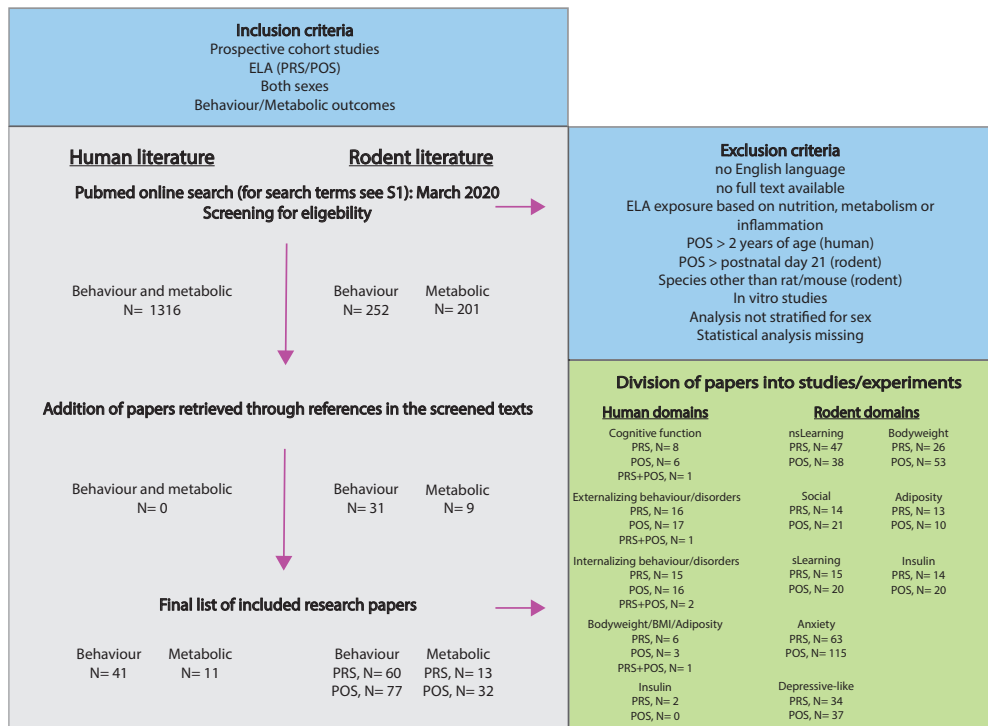 Inclusion criteria
Prospective cohort studies
ELA (PRS/POS)
Both sexes
Behaviour/Metabolic outcomes
Human literature
Rodent literature
Pubmed online search (for search terms see S1): March 2020
Screening for eligebility
Behaviour and metabolic
N= 1316
Behaviour
N= 252
Metabolic
N= 201
Addition of papers retrieved through references in the screened texts
Behaviour and metabolic
N= 0
Behaviour
N= 31
Metabolic
N= 9
Final list of included research papers
Behaviour
N= 41
Metabolic
N= 11
Behaviour
PRS, N= 60
POS, N= 77
Metabolic
PRS, N= 13
POS, N= 32
Exclusion criteria
no English language
no full text available
ELA exposure based on nutrition, metabolism or
inflammation
POS > 2 years of age (human)
POS > postnatal day 21 (rodent)
Species other than rat/mouse (rodent)
In vitro studies
Analysis not stratified for sex
Statistical analysis missing
Division of papers into studies/experiments
Human domains
Cognitive function
PRS, N= 8
POS, N= 6
PRS+POS, N= 1
Externalizing behaviour/disorders
PRS, N= 16
POS, N= 17
PRS+POS, N= 1
Internalizing behaviour/disorders
PRS, N= 15
POS, N= 16
PRS+POS, N= 2
Bodyweight/BMI/Adiposity
PRS, N= 6
POS, N= 3
PRS+POS, N= 1
Insulin
PRS, N= 2
POS, N= 0
Rodent domains
nsLearning
PRS, N= 47
POS, N= 38
Bodyweight
PRS, N= 26
POS, N= 53
Social
PRS, N= 14
POS, N= 21
Adiposity
PRS, N= 13
POS, N= 10
sLearning
PRS, N= 15
POS, N= 20
Insulin
PRS, N= 14
POS, N= 20
Anxiety
PRS, N= 63
POS, N= 115
Depressive-like
PRS, N= 34
POS, N= 37